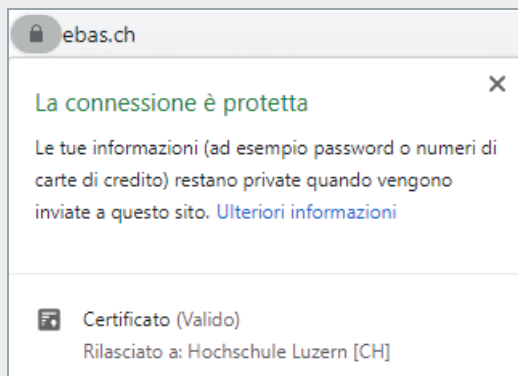 ebas.ch
La connessione è protetta
Le tue informazioni (ad esempio password o numeri di
carte di credito) restano private quando vengono
inviate a questo sito. Ulteriori informazioni
Certificato (Valido)
Rilasciato a: Hochschule Luzern [CH]